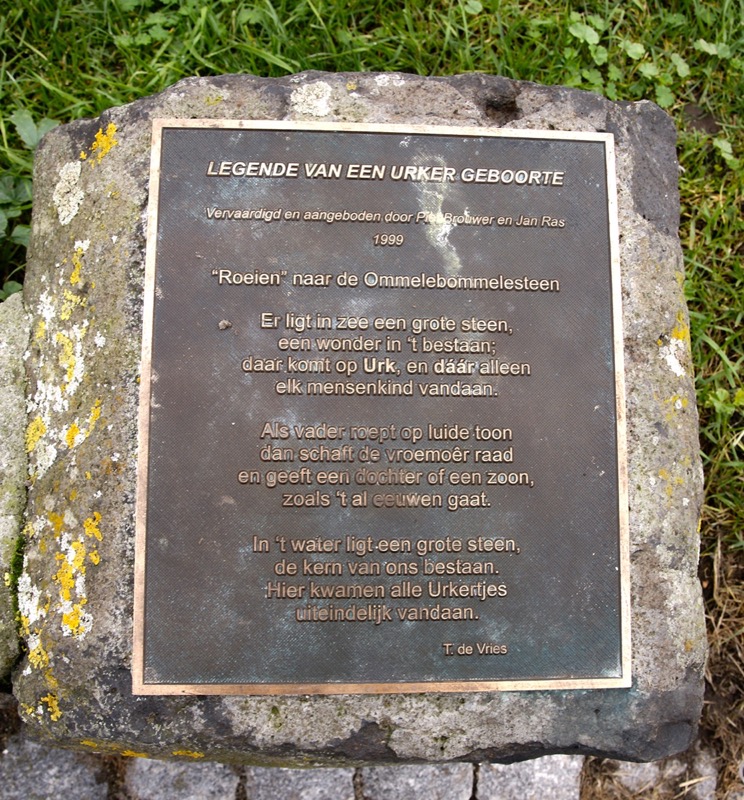 LEGENDE VAN EEN URKER GEBOORTE
Vervaardigd en aangeboden door Piet Brouwer en Jan Ras
1999
“Roeien” naar de Ommelebommelesteen
Er ligt in zee een grote steen,
een wonder in ‘t bestaan;
daar komt op Urk, en dáár alleen
elk mensenkind vandaan.
Als vader roept op luide toon
dan schaft de vroemoêr raad
en geeft een dochter of een zoon,
zoals ‘t al eeuwen gaat.
In ‘t water ligt een grote steen,
de kern van ons bestaan.
Hier kwamen alle Urkertjes
uiteindelijk vandaan.
T. de Vries